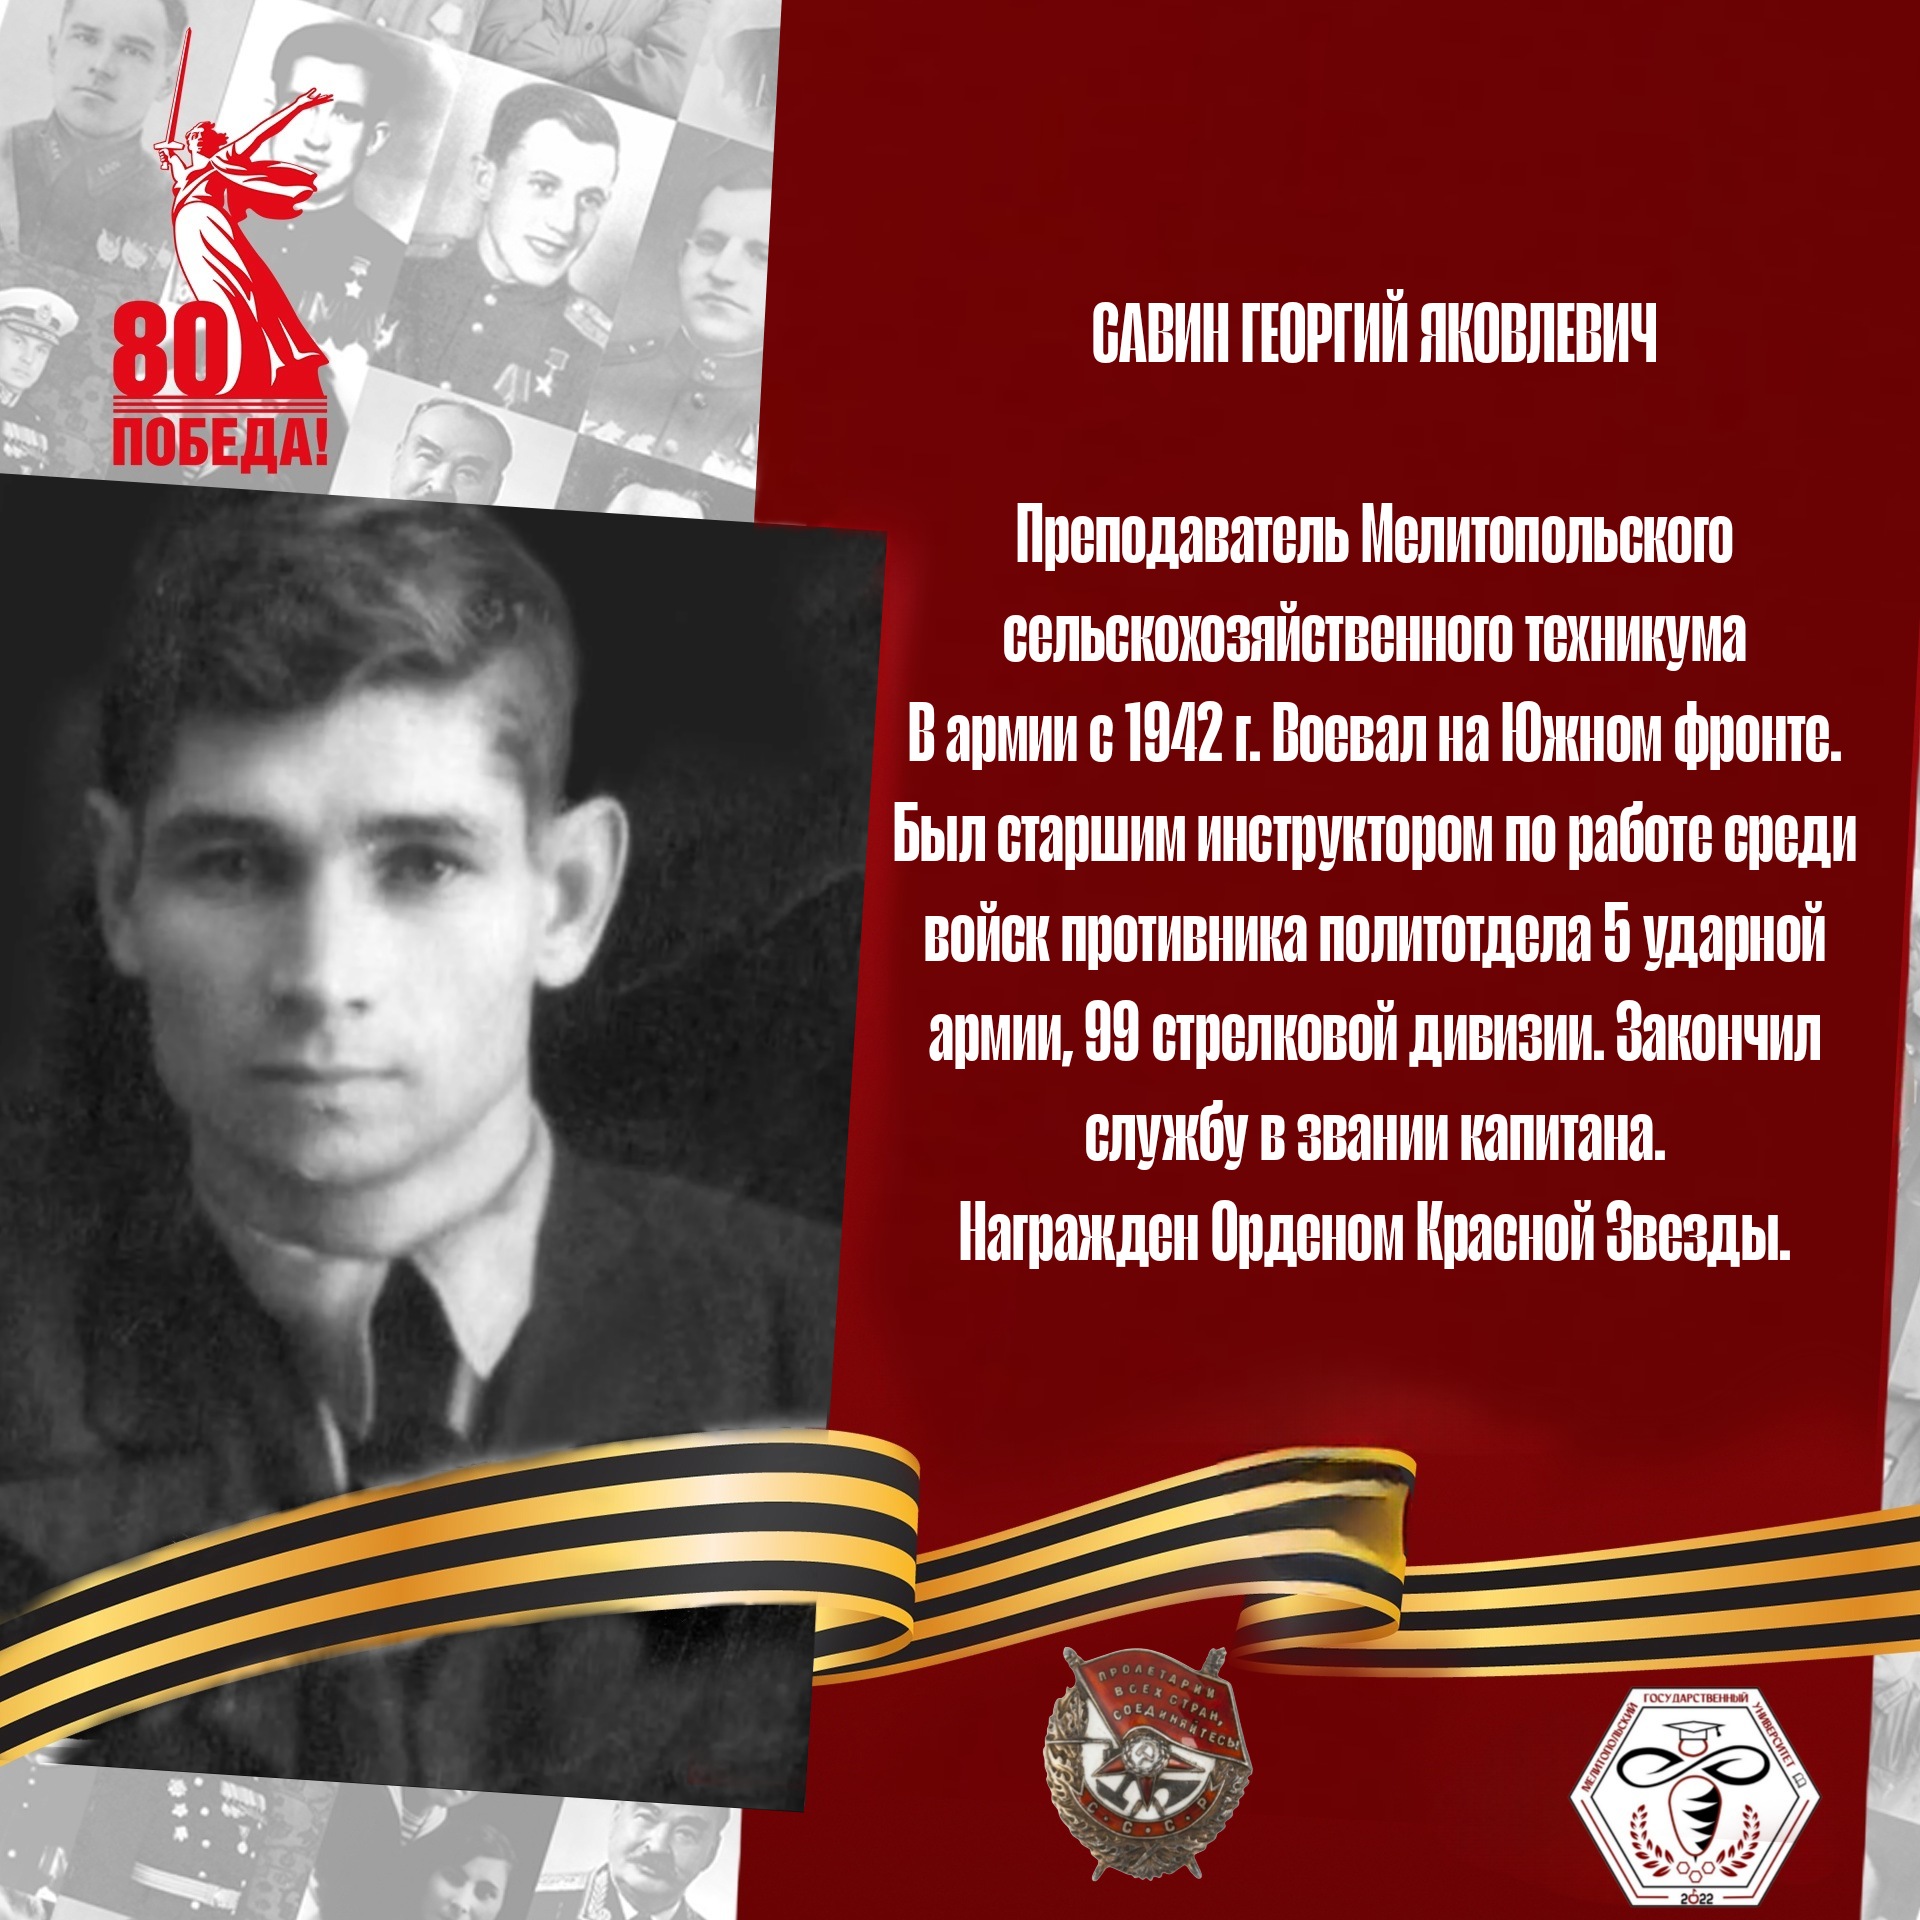 80
ПОБЕДА!
САВИН ГЕОРГИЙ ЯКОВЛЕВИЧ
Преподаватель Мелитопольского
сельскохозяйственного техникума
В армии с 1942 г. Воевал на Южном фронте.
Был старшим инструктором по работе среди
войск противника политотдела 5 ударной
армии, 99 стрелковой дивизии. Закончил
службу в звании капитана.
Награжден Орденом Красной Звезды.
ПРОЛЕТАРИИ
ВСЕХ СТРАН,
СОЕДИНЯЙТЕСЬ!
С.С.С.Р
МЕЛИТОПОЛЬСКИЙ ГОСУДАРСТВЕННЫЙ УНИВЕРСИТЕТ
2022